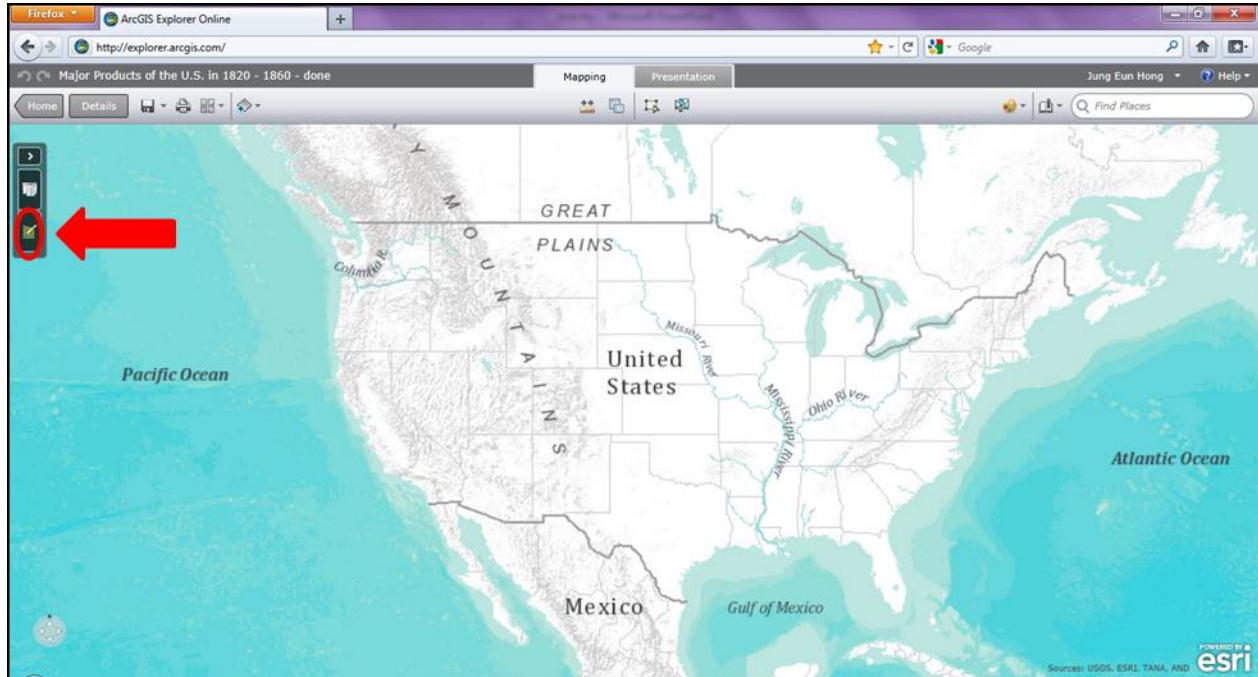 Firefox
ArcGIS Explorer Online
http://explorer.arcgis.com/
Google
Major Products of the U.S. in 1820 - 1860 - done
Mapping
Presentation
Jung Eun Hong
Help
Home
Details
Find Places
GREAT
PLAINS
MOUNTAINS
Columbia R.
Missouri River
United
States
Mississippi River
Ohio River
Pacific Ocean
Atlantic Ocean
Mexico
Gulf of Mexico
POWERED BY
esri
Sources: USGS, ESRI, TANA, AND